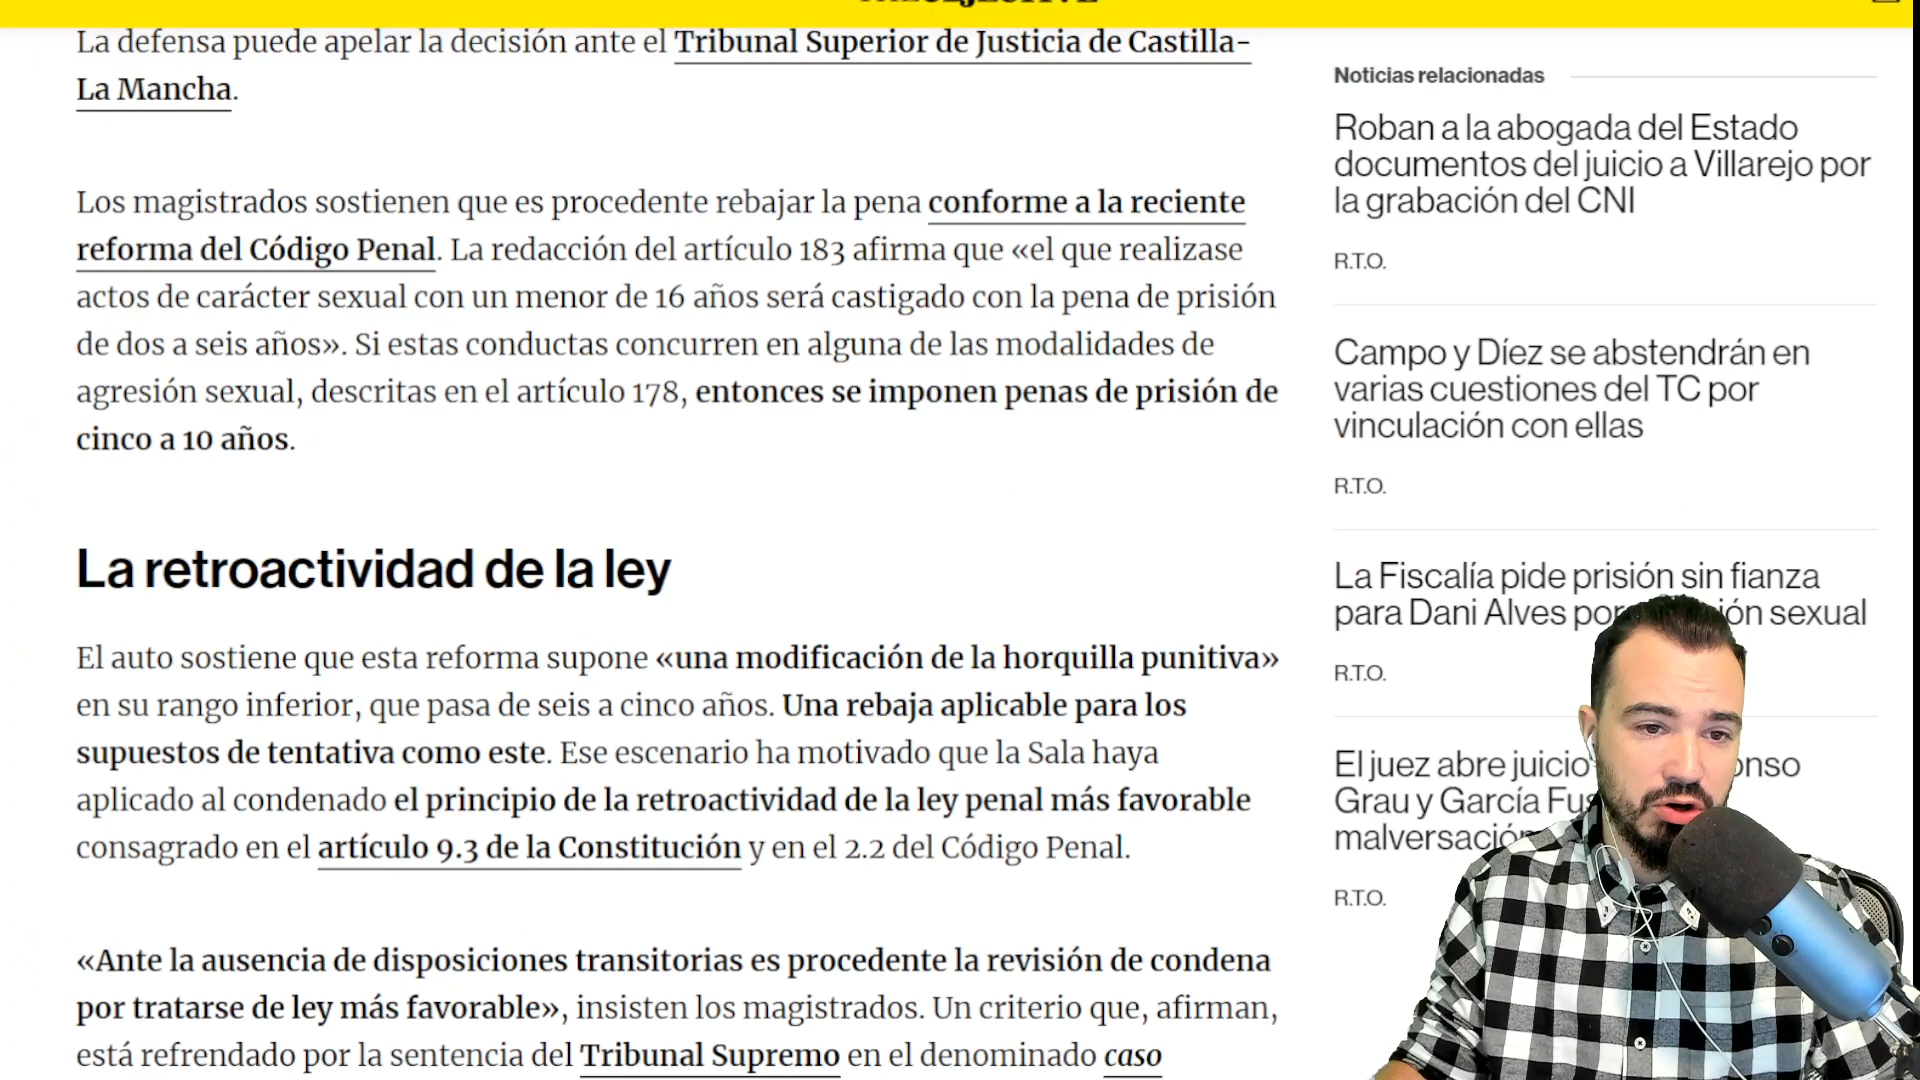 La defensa puede apelar la decisión ante el Tribunal Superior de Justicia de Castilla-
La Mancha.
Los magistrados sostienen que es procedente rebajar la pena conforme a la reciente
reforma del Código Penal. La redacción del artículo 183 afirma que «el que realizase
actos de carácter sexual con un menor de 16 años será castigado con la pena de prisión
de dos a seis años». Si estas conductas concurren en alguna de las modalidades de
agresión sexual, descritas en el artículo 178, entonces se imponen penas de prisión de
cinco a 10 años.
La retroactividad de la ley
El auto sostiene que esta reforma supone «una modificación de la horquilla punitiva»
en su rango inferior, que pasa de seis a cinco años. Una rebaja aplicable para los
supuestos de tentativa como este. Ese escenario ha motivado que la Sala haya
aplicado al condenado el principio de la retroactividad de la ley penal más favorable
consagrado en el artículo 9.3 de la Constitución y en el 2.2 del Código Penal.
«Ante la ausencia de disposiciones transitorias es procedente la revisión de condena
por tratarse de ley más favorable», insisten los magistrados. Un criterio que, afirman,
está refrendado por la sentencia del Tribunal Supremo en el denominado caso
Noticias relacionadas
Roban a la abogada del Estado
documentos del juicio a Villarejo por
la grabación del CNI
R.T.O.
Campo y Díez se abstendrán en
varias cuestiones del TC por
vinculación con ellas
R.T.O.
La Fiscalía pide prisión sin fianza
para Dani Alves por sexual
R.T.O.
El juez abre juicio
Grau y García
malversación
R.T.O.